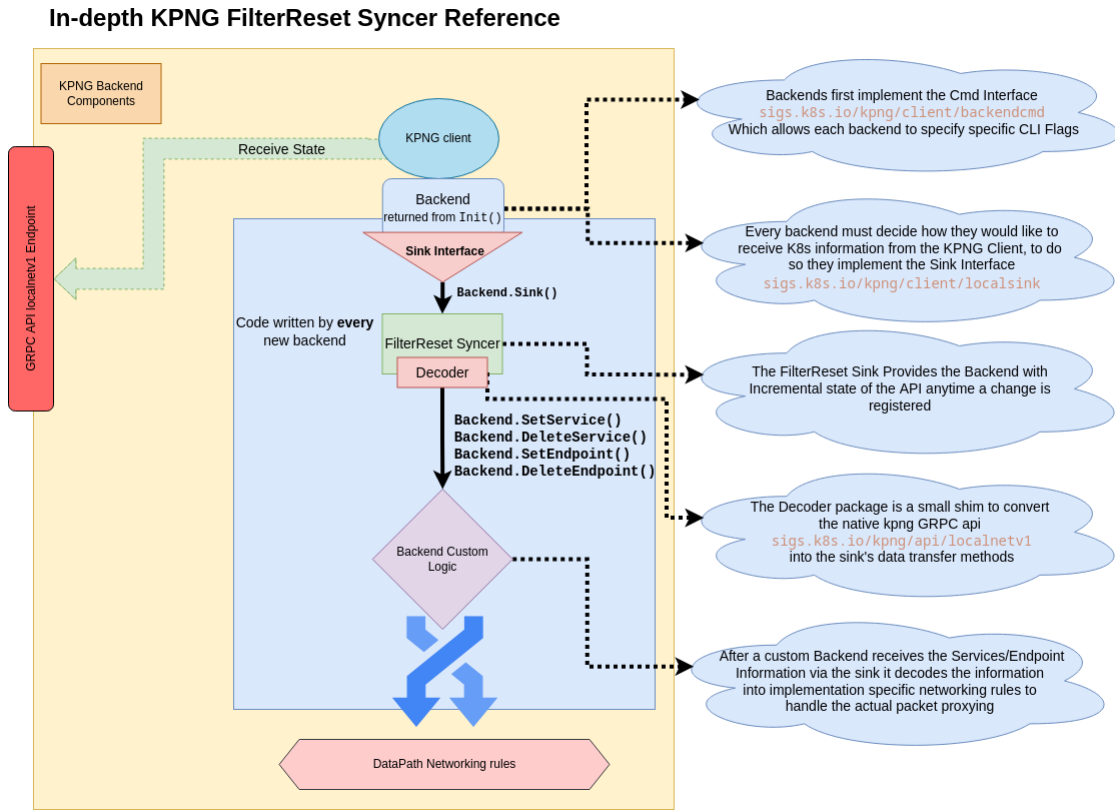 In-depth KPNG FilterReset Syncer Reference
KPNG Backend
Components
GRPC API localnetv1 Endpoint
Receive State
KPNG client
Backend
returned from Init()
Sink Interface
Backend.Sink()
Code written by every
new backend
FilterReset Syncer
Decoder
Backend.SetService()
Backend.DeleteService()
Backend.SetEndpoint()
Backend.DeleteEndpoint()
Backend Custom
Logic
DataPath Networking rules
Backends first implement the Cmd Interface
sigs.k8s.io/kpng/client/backendcmd
Which allows each backend to specify specific CLI Flags
Every backend must decide how they would like to
receive K8s information from the KPNG Client, to do
so they implement the Sink Interface
sigs.k8s.io/kpng/client/localsink
The FilterReset Sink Provides the Backend with
Incremental state of the API anytime a change is
registered
The Decoder package is a small shim to convert
the native kpng GRPC api
sigs.k8s.io/kpng/api/localnetv1
into the sink's data transfer methods
After a custom Backend receives the Services/Endpoint
Information via the sink it decodes the information
into implementation specific networking rules to
handle the actual packet proxying